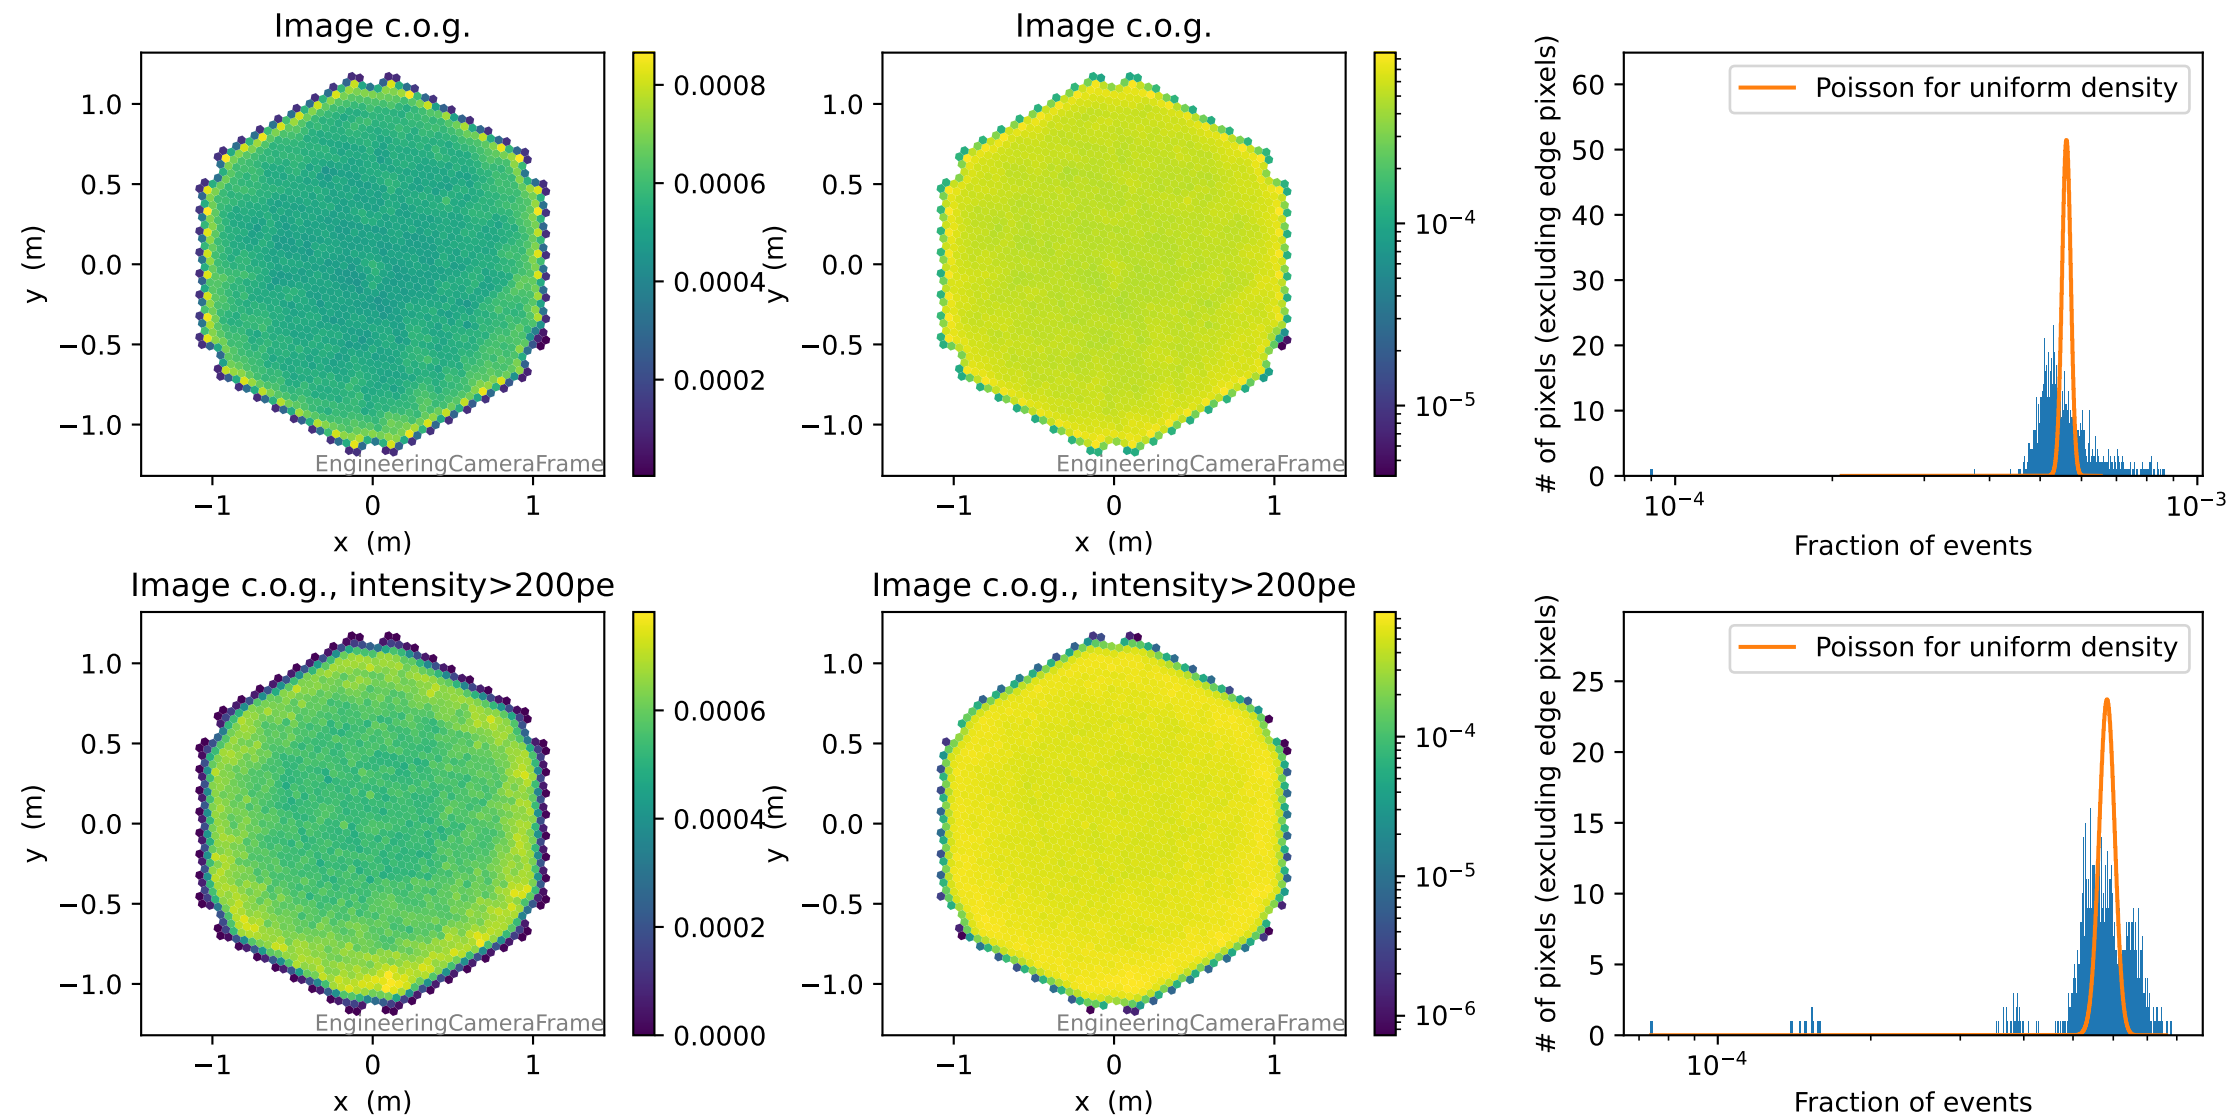 Image c.o.g.
y (m)
1.0
0.5
0.0
−0.5
−1.0
−1 0 1
x (m)
EngineeringCameraFrame
0.0008
0.0006
0.0004
0.0002
Image c.o.g.
y (m)
1.0
0.5
0.0
−0.5
−1.0
−1 0 1
x (m)
EngineeringCameraFrame
10⁻⁴
10⁻⁵
# of pixels (excluding edge pixels)
60
50
40
30
20
10
0
Poisson for uniform density
10⁻⁴ 10⁻³
Fraction of events
Image c.o.g., intensity>200pe
y (m)
1.0
0.5
0.0
−0.5
−1.0
−1 0 1
x (m)
EngineeringCameraFrame
0.0006
0.0004
0.0002
0.0000
Image c.o.g., intensity>200pe
y (m)
1.0
0.5
0.0
−0.5
−1.0
−1 0 1
x (m)
EngineeringCameraFrame
10⁻⁴
10⁻⁵
10⁻⁶
# of pixels (excluding edge pixels)
25
20
15
10
5
0
Poisson for uniform density
10⁻⁴
Fraction of events